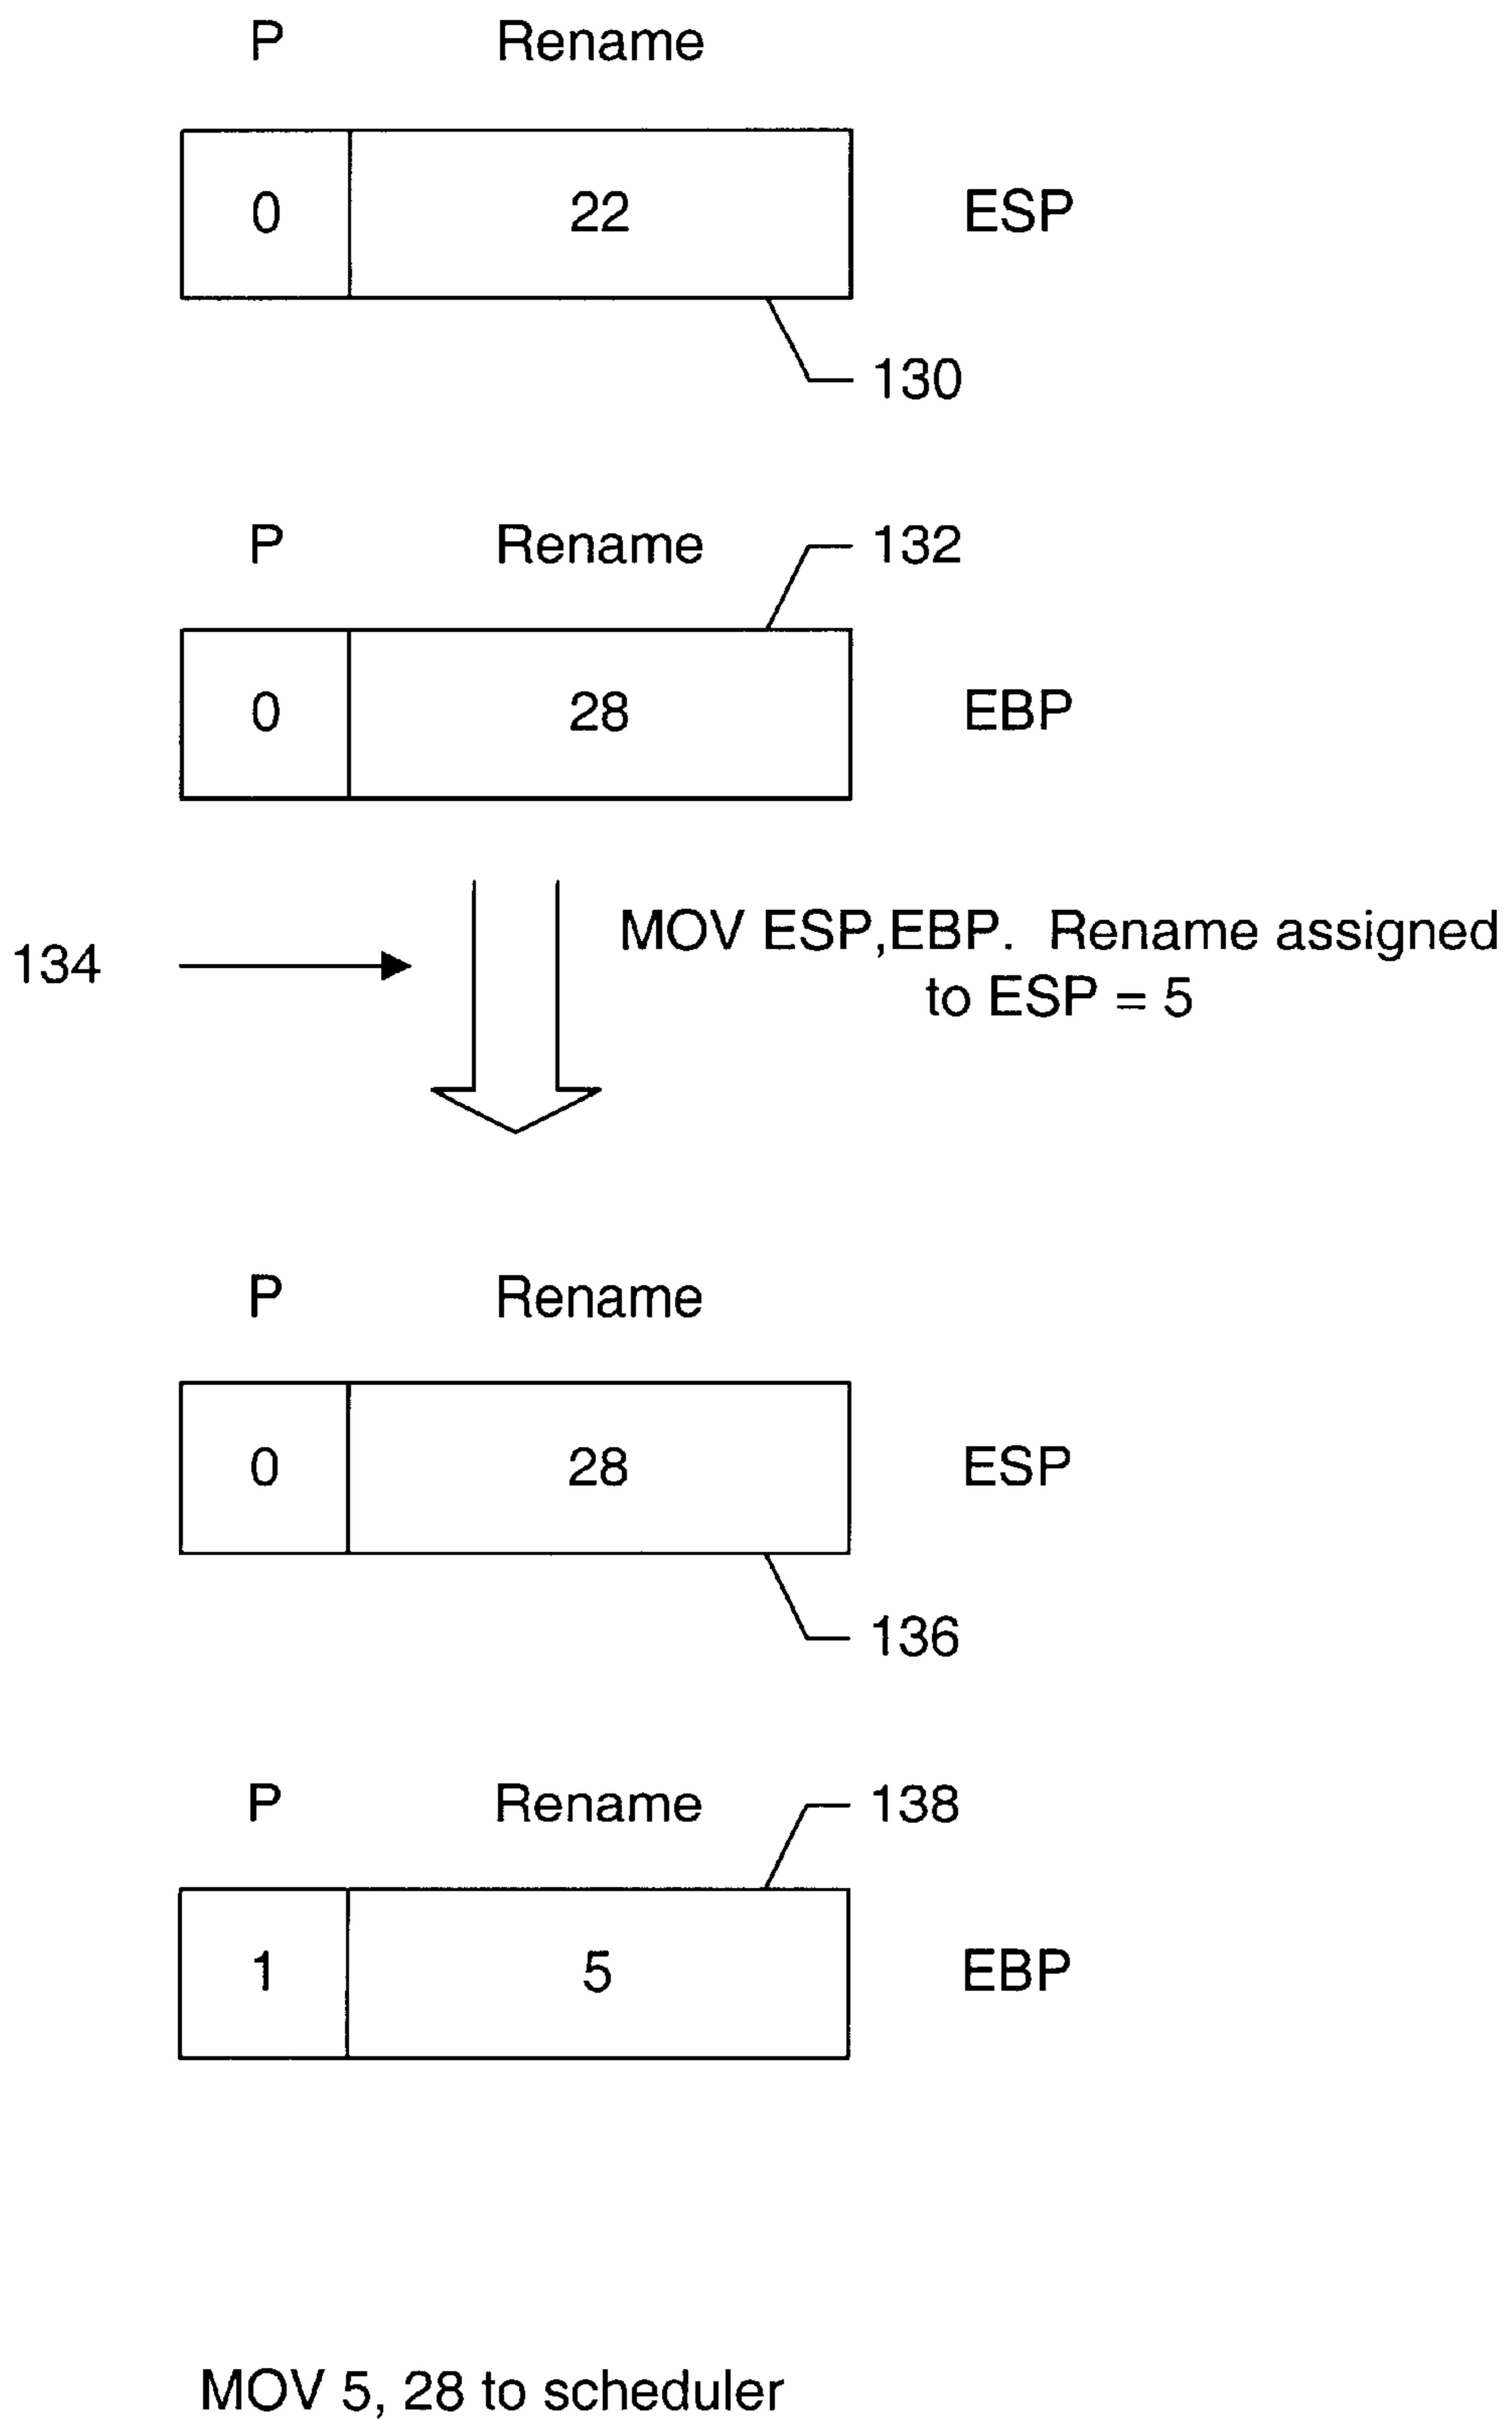 P Rename
0 22 ESP
130
P Rename 132
0 28 EBP
134
MOV ESP,EBP. Rename assigned
to ESP = 5
P Rename
0 28 ESP
136
P Rename 138
1 5 EBP
MOV 5, 28 to scheduler